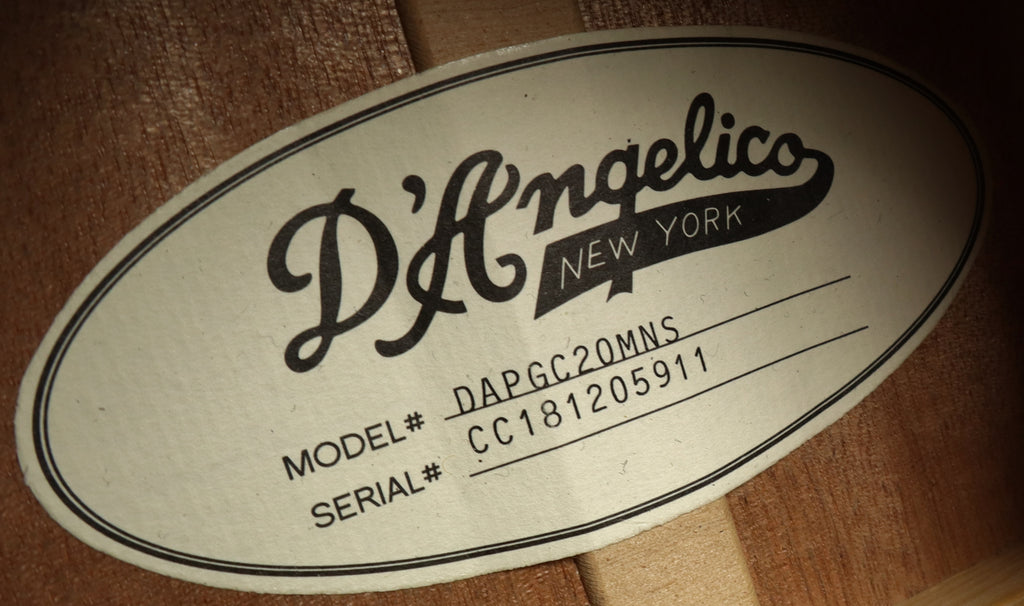 D'Angelico
NEW YORK
MODEL# DAPGC20MNS
SERIAL# CC181205911